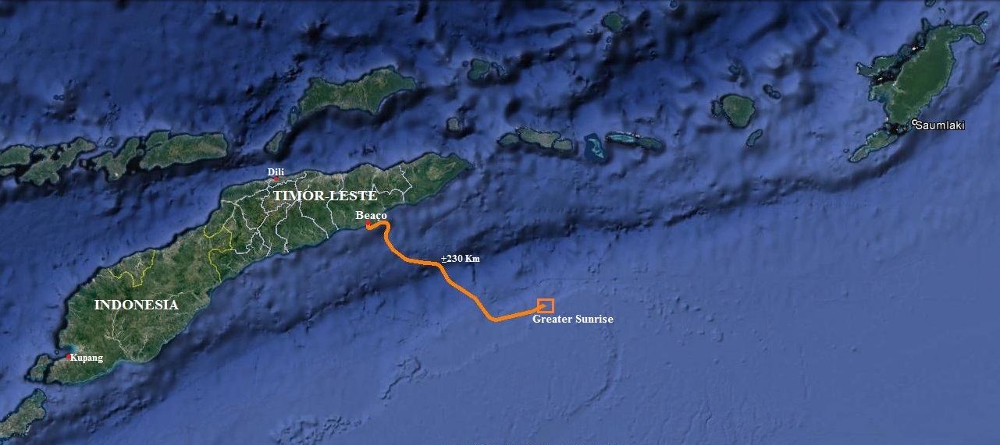 Saumlaki
Dili
TIMOR-LESTE
Beaço
±230 Km
INDONESIA
Greater Sunrise
Kupang